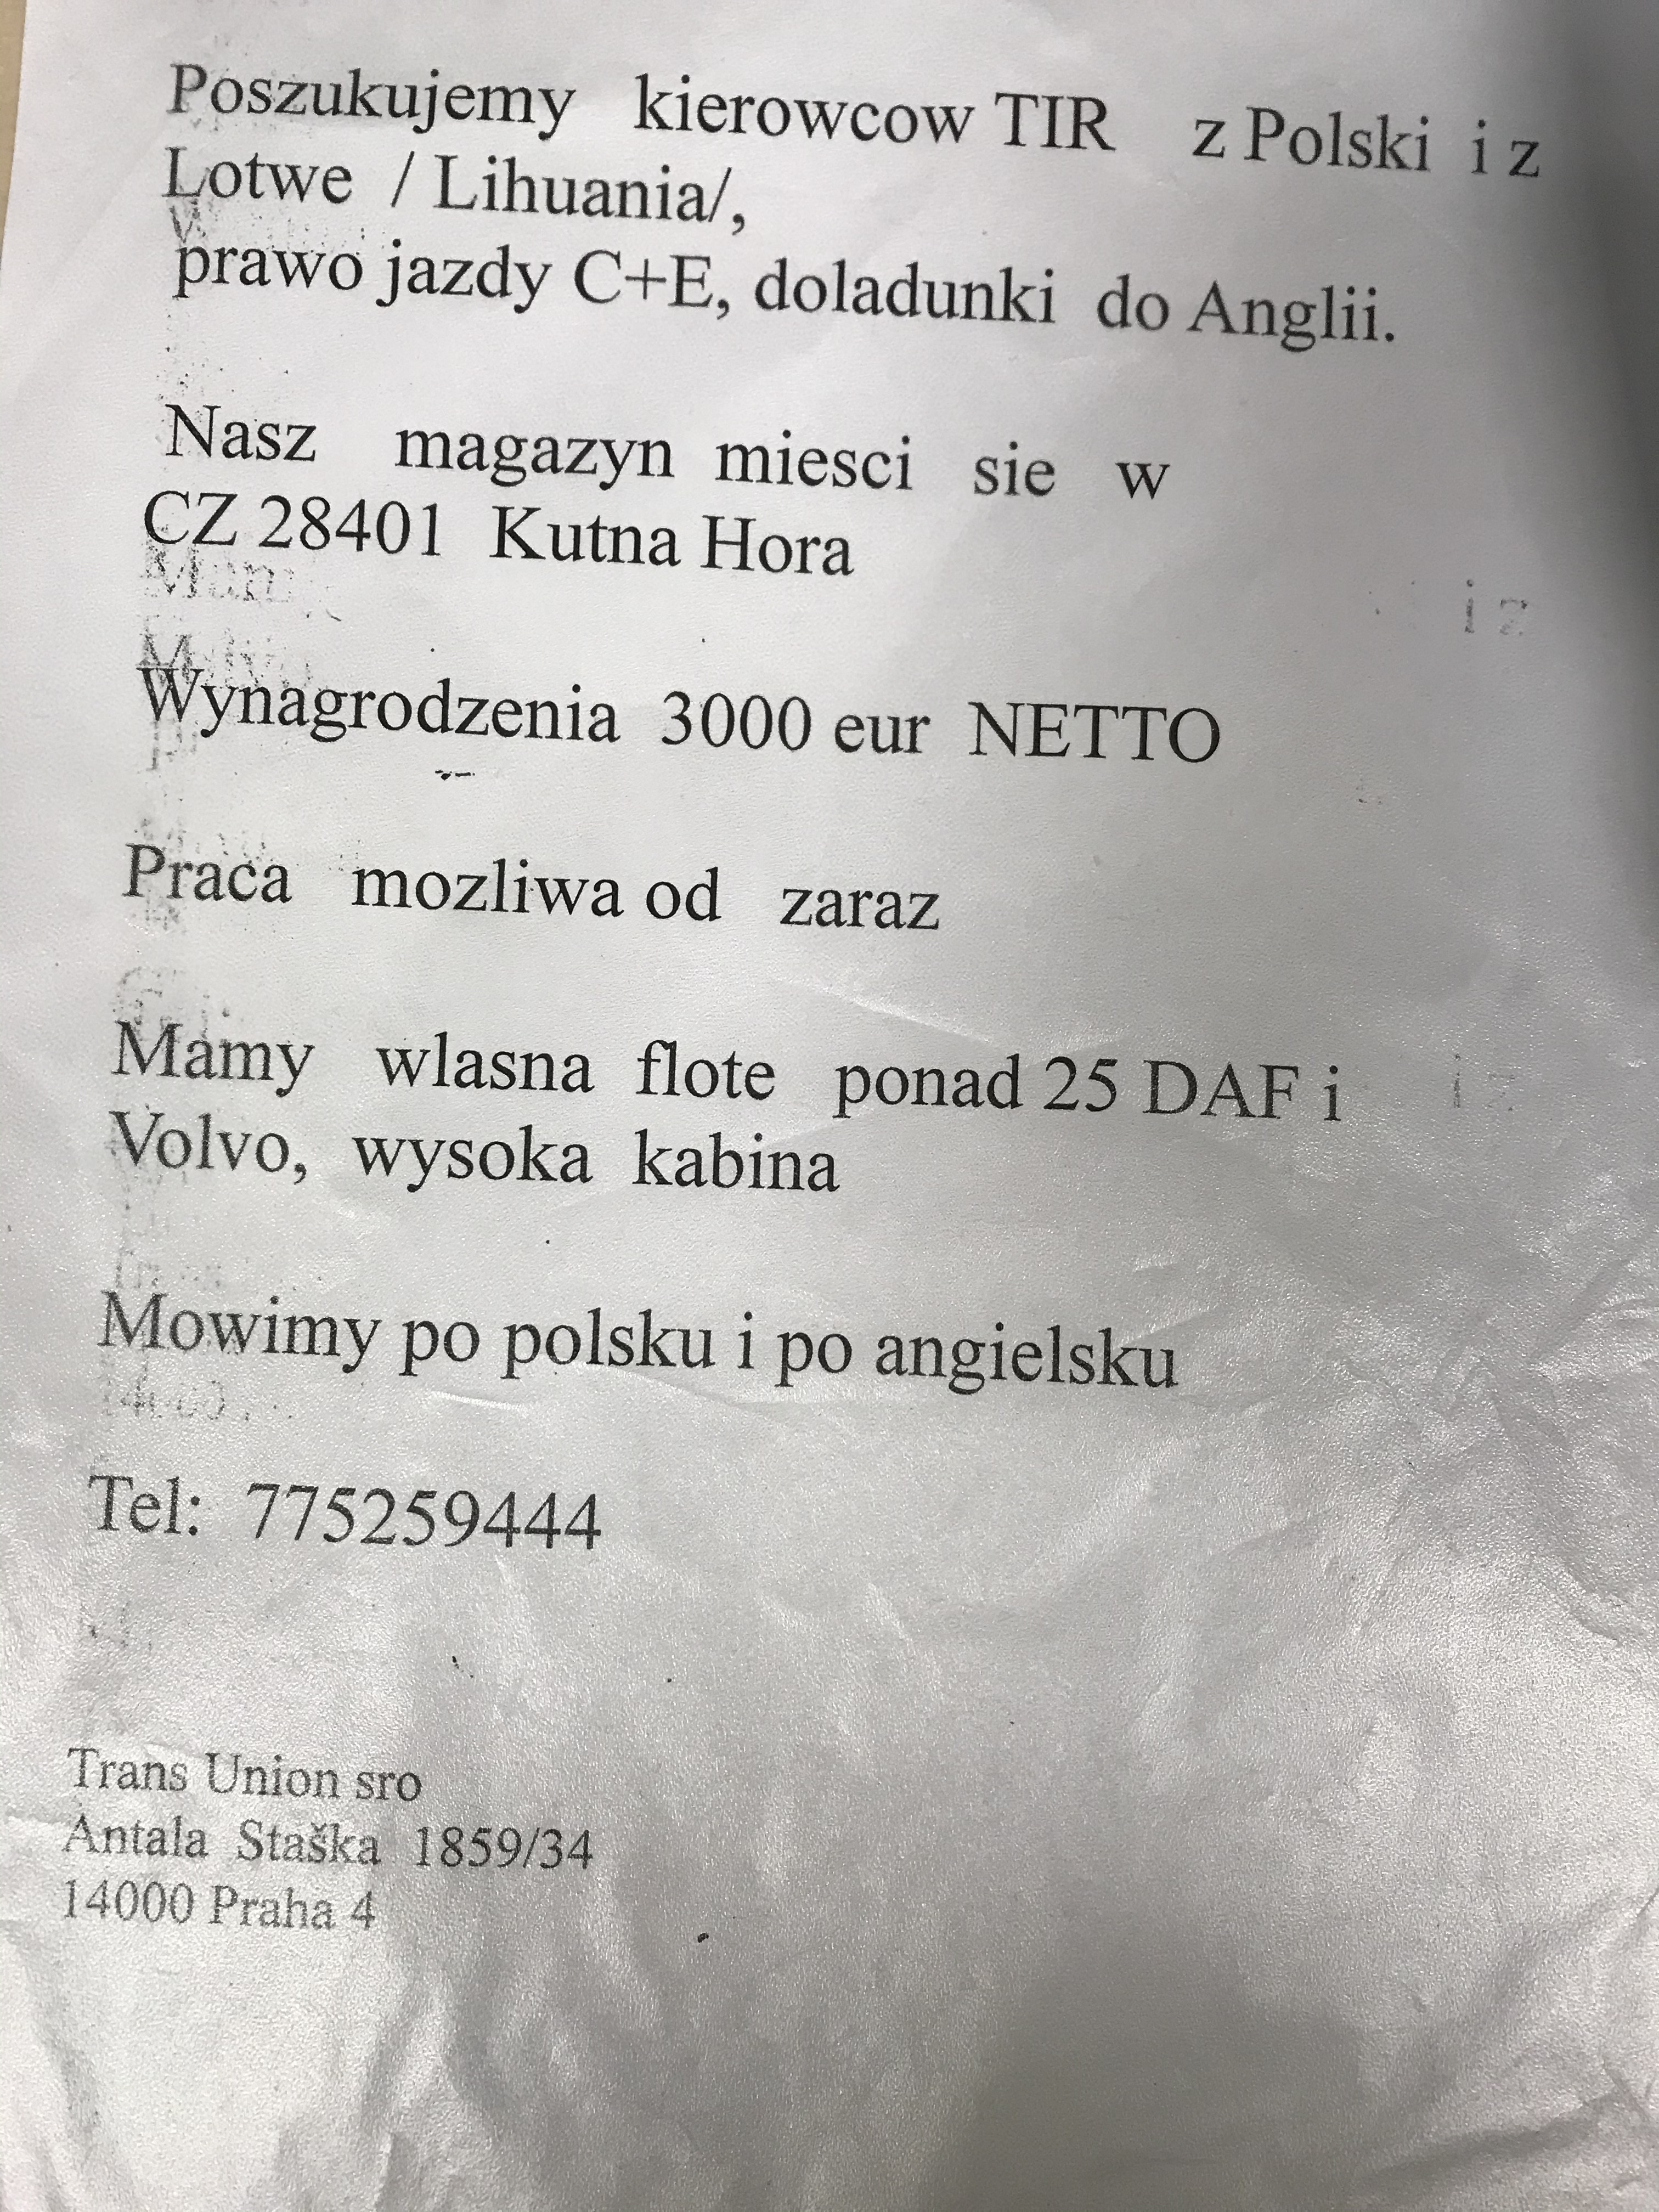 Poszukujemy kierowcow TIR z Polski i z
Lotwe / Lihuania/,
prawo jazdy C+E, doladunki do Anglii.
Nasz magazyn miesci sie w
CZ 28401 Kutna Hora
Wynagrodzenia 3000 eur NETTO
Praca mozliwa od zaraz
Mamy wlasna flote ponad 25 DAF i
Volvo, wysoka kabina
Mowimy po polsku i po angielsku
Tel: 775259444
Trans Union sro
Antala Staška 1859/34
14000 Praha 4